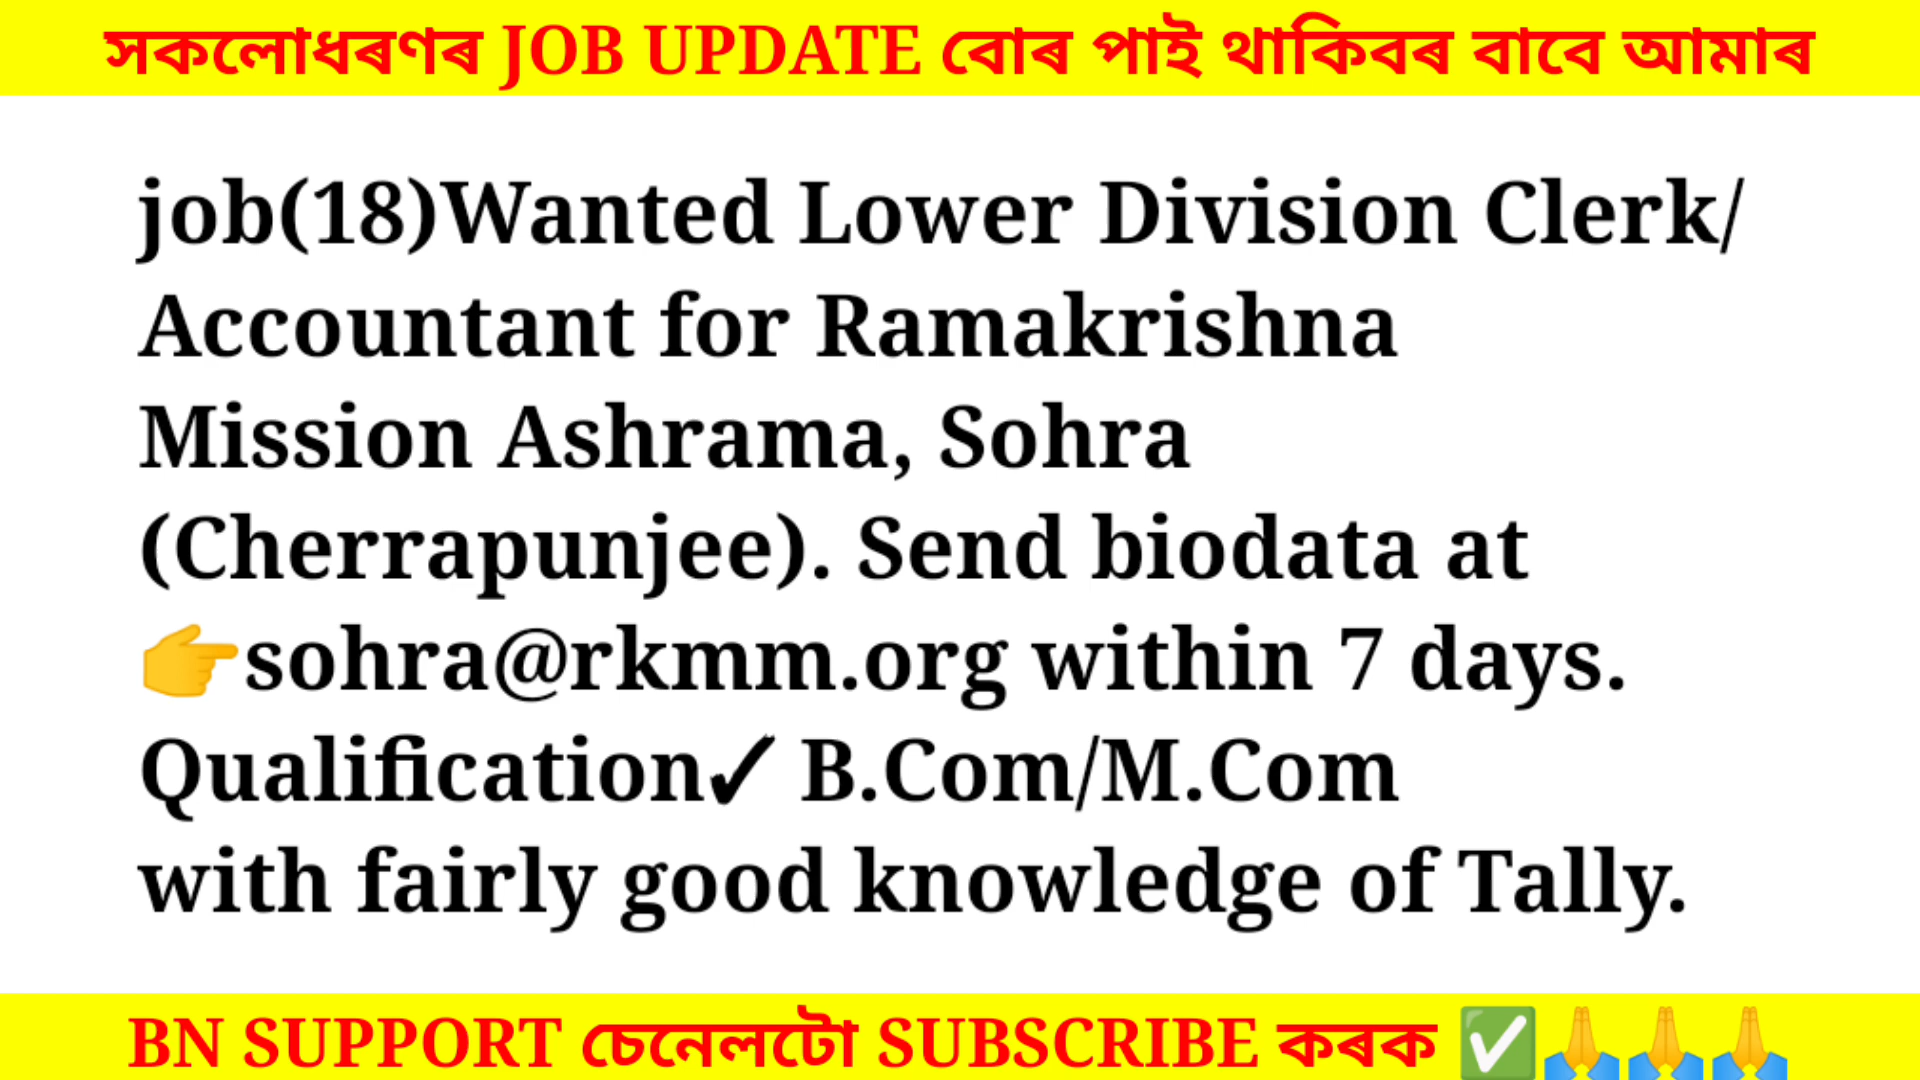 সকলোধৰণৰ JOB UPDATE বোৰ পাই থাকিবৰ বাবে আমাৰ
job(18)Wanted Lower Division Clerk/
Accountant for Ramakrishna
Mission Ashrama, Sohra
(Cherrapunjee). Send biodata at
👉sohra@rkmm.org within 7 days.
Qualification✓ B.Com/M.Com
with fairly good knowledge of Tally.
BN SUPPORT চেনেলটো SUBSCRIBE কৰক ✅🙏🙏🙏